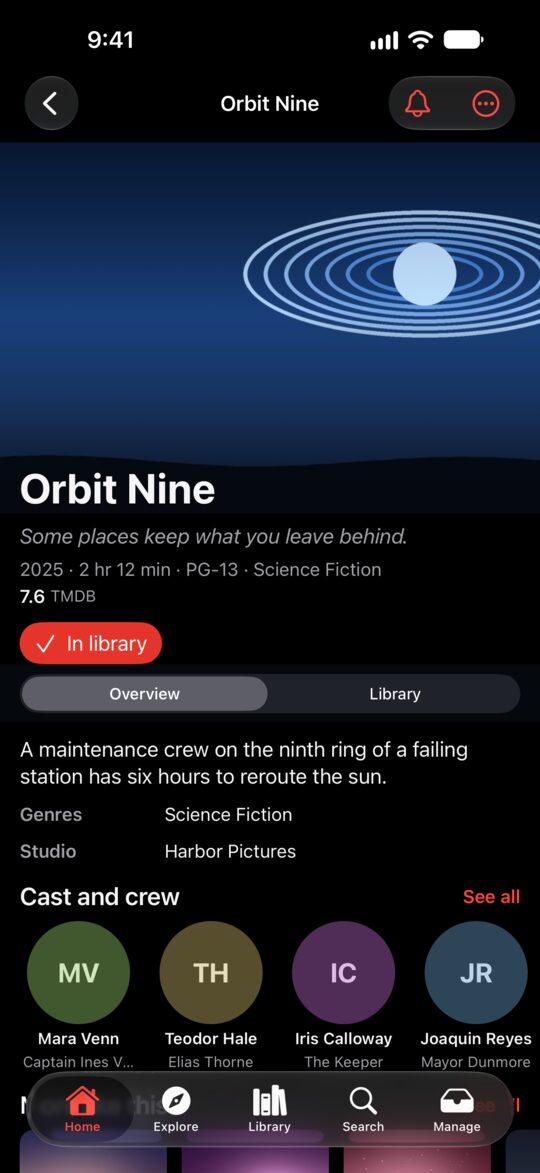 9:41
Orbit Nine
Orbit Nine
Some places keep what you leave behind.
2025 · 2 hr 12 min · PG-13 · Science Fiction
7.6 TMDB
In library
Overview
Library
A maintenance crew on the ninth ring of a failing
station has six hours to reroute the sun.
Genres Science Fiction
Studio Harbor Pictures
Cast and crew See all
MV TH IC JR
Mara Venn Teodor Hale Iris Calloway Joaquin Reyes
Captain Ines V... Elias Thorne The Keeper Mayor Dunmore
Home Explore Library Search Manage